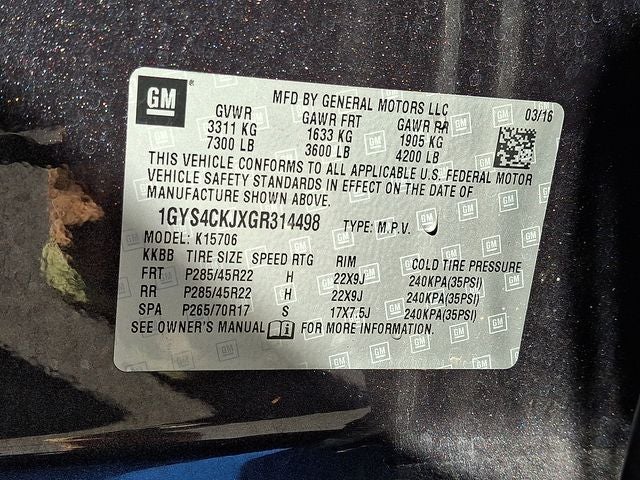 GM
MFD BY GENERAL MOTORS LLC 03/16
GVWR GAWR FRT GAWR RR
3311 KG 1633 KG 1905 KG
7300 LB 3600 LB 4200 LB
THIS VEHICLE CONFORMS TO ALL APPLICABLE U.S. FEDERAL MOTOR
VEHICLE SAFETY STANDARDS IN EFFECT ON THE DATE OF
MANUFACTURE SHOWN ABOVE.
1GYS4CKJXGR314498 TYPE: M.P.V.
MODEL: K15706
KKBB TIRE SIZE SPEED RTG RIM COLD TIRE PRESSURE
FRT P285/45R22 H 22X9J 240KPA(35PSI)
RR P285/45R22 H 22X9J 240KPA(35PSI)
SPA P265/70R17 S 17X7.5J 240KPA(35PSI)
SEE OWNER'S MANUAL FOR MORE INFORMATION.